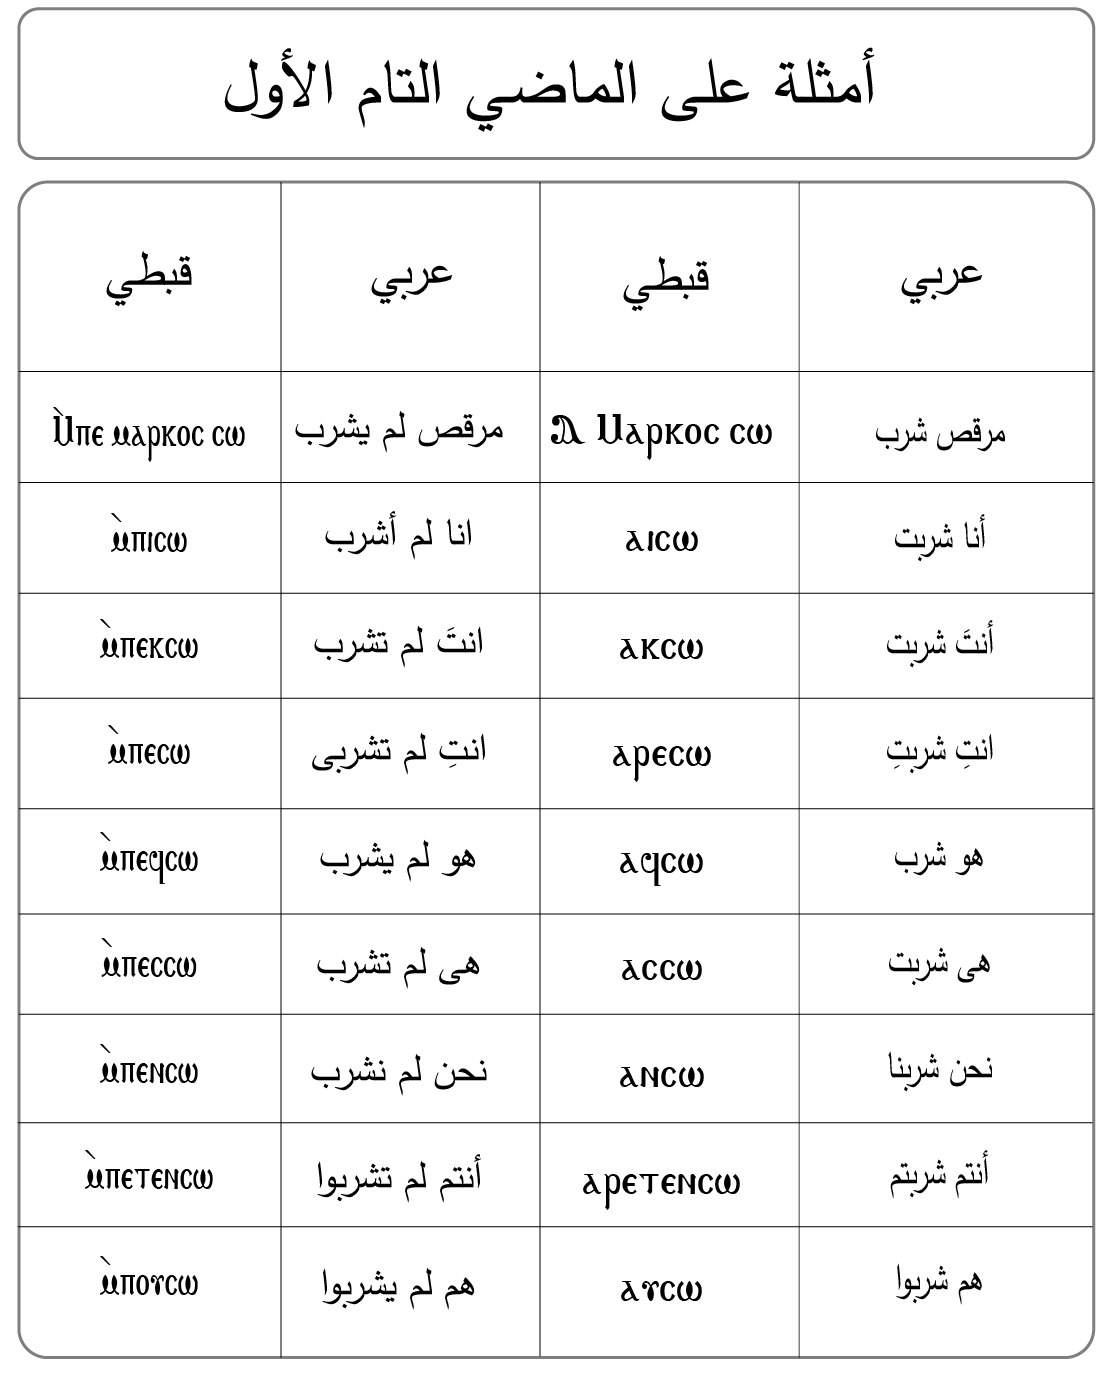 أمثلة على الماضي التام الأول
عربي قبطي عربي قبطي
مرقص شرب Ⲁ Ⲙⲁⲣⲕⲟⲥ ⲥⲱ مرقص لم يشرب Ⲙ̀ⲡⲉ ⲙⲁⲣⲕⲟⲥ ⲥⲱ
أنا شربت ⲁⲓⲥⲱ انا لم أشرب ⲙ̀ⲡⲓⲥⲱ
أنتَ شربت ⲁⲕⲥⲱ انتَ لم تشرب ⲙ̀ⲡⲉⲕⲥⲱ
انتِ شربتِ ⲁⲣⲉⲥⲱ انتِ لم تشربى ⲙ̀ⲡⲉⲥⲱ
هو شرب ⲁϥⲥⲱ هو لم يشرب ⲙ̀ⲡⲉϥⲥⲱ
هى شربت ⲁⲥⲥⲱ هى لم تشرب ⲙ̀ⲡⲉⲥⲥⲱ
نحن شربنا ⲁⲛⲥⲱ نحن لم نشرب ⲙ̀ⲡⲉⲛⲥⲱ
أنتم شربتم ⲁⲣⲉⲧⲉⲛⲥⲱ أنتم لم تشربوا ⲙ̀ⲡⲉⲧⲉⲛⲥⲱ
هم شربوا ⲁⲩⲥⲱ هم لم يشربوا ⲙ̀ⲡⲟⲩⲥⲱ